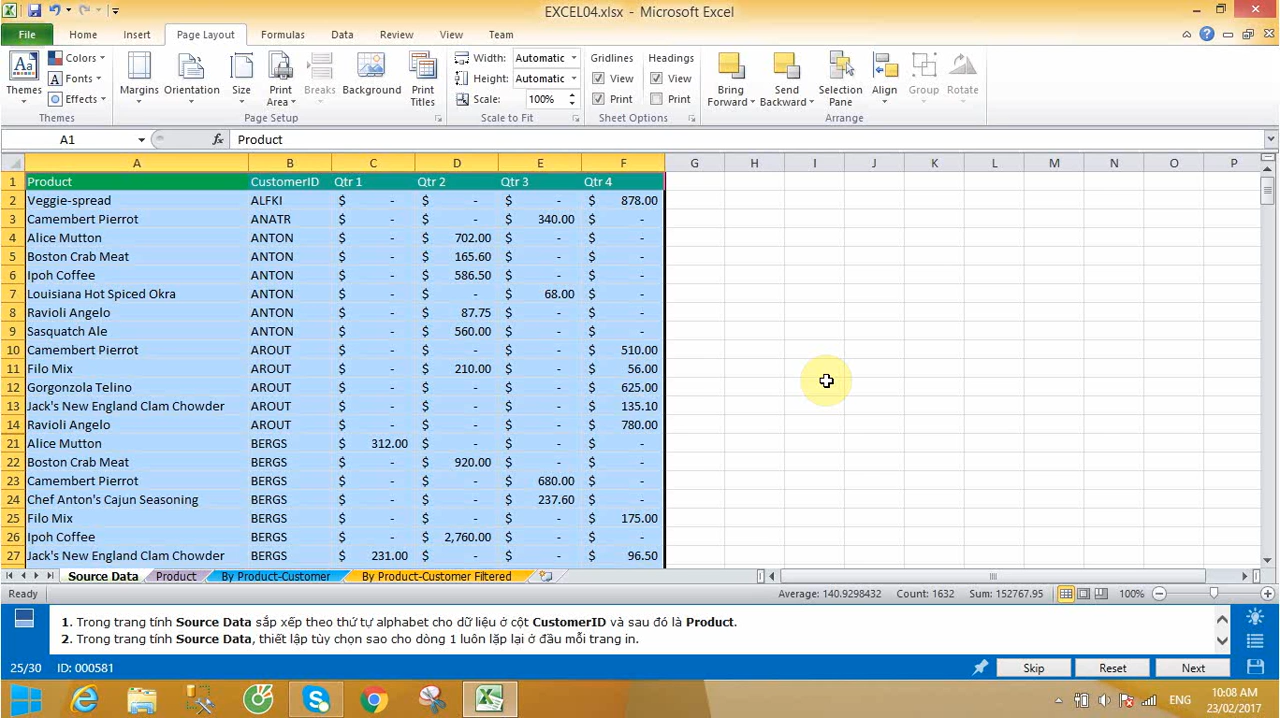 EXCEL04.xlsx - Microsoft Excel
File Home Insert Page Layout Formulas Data Review View Team
Colors Width: Automatic Gridlines Headings
Fonts Height: Automatic View View
Themes Margins Orientation Size Print Area Breaks Background Print Titles Bring Forward Send Backward Selection Pane Align Group Rotate
Effects Scale: 100% Print Print
Themes Page Setup Scale to Fit Sheet Options Arrange
A1 fx Product
A B C D E F G H I J K L M N O P
1 Product CustomerID Qtr 1 Qtr 2 Qtr 3 Qtr 4
2 Veggie-spread ALFKI $ - $ - $ - $ 878.00
3 Camembert Pierrot ANATR $ - $ - $ 340.00 $ -
4 Alice Mutton ANTON $ - $ 702.00 $ - $ -
5 Boston Crab Meat ANTON $ - $ 165.60 $ - $ -
6 Ipoh Coffee ANTON $ - $ 586.50 $ - $ -
7 Louisiana Hot Spiced Okra ANTON $ - $ - $ 68.00 $ -
8 Ravioli Angelo ANTON $ - $ 87.75 $ - $ -
9 Sasquatch Ale ANTON $ - $ 560.00 $ - $ -
10 Camembert Pierrot AROUT $ - $ - $ - $ 510.00
11 Filo Mix AROUT $ - $ 210.00 $ - $ 56.00
12 Gorgonzola Telino AROUT $ - $ - $ - $ 625.00
13 Jack's New England Clam Chowder AROUT $ - $ - $ - $ 135.10
14 Ravioli Angelo AROUT $ - $ - $ - $ 780.00
21 Alice Mutton BERGS $ 312.00 $ - $ - $ -
22 Boston Crab Meat BERGS $ - $ 920.00 $ - $ -
23 Camembert Pierrot BERGS $ - $ - $ 680.00 $ -
24 Chef Anton's Cajun Seasoning BERGS $ - $ - $ 237.60 $ -
25 Filo Mix BERGS $ - $ - $ - $ 175.00
26 Ipoh Coffee BERGS $ - $ 2,760.00 $ - $ -
27 Jack's New England Clam Chowder BERGS $ 231.00 $ - $ - $ 96.50
Source Data Product By Product-Customer By Product-Customer Filtered
Ready Average: 140.9298432 Count: 1632 Sum: 152767.95 100%
1. Trong trang tính Source Data sắp xếp theo thứ tự alphabet cho dữ liệu ở cột CustomerID và sau đó là Product.
2. Trong trang tính Source Data, thiết lập tùy chọn sao cho dòng 1 luôn lặp lại ở đầu mỗi trang in.
25/30 ID: 000581 Skip Reset Next
ENG 10:08 AM
23/02/2017